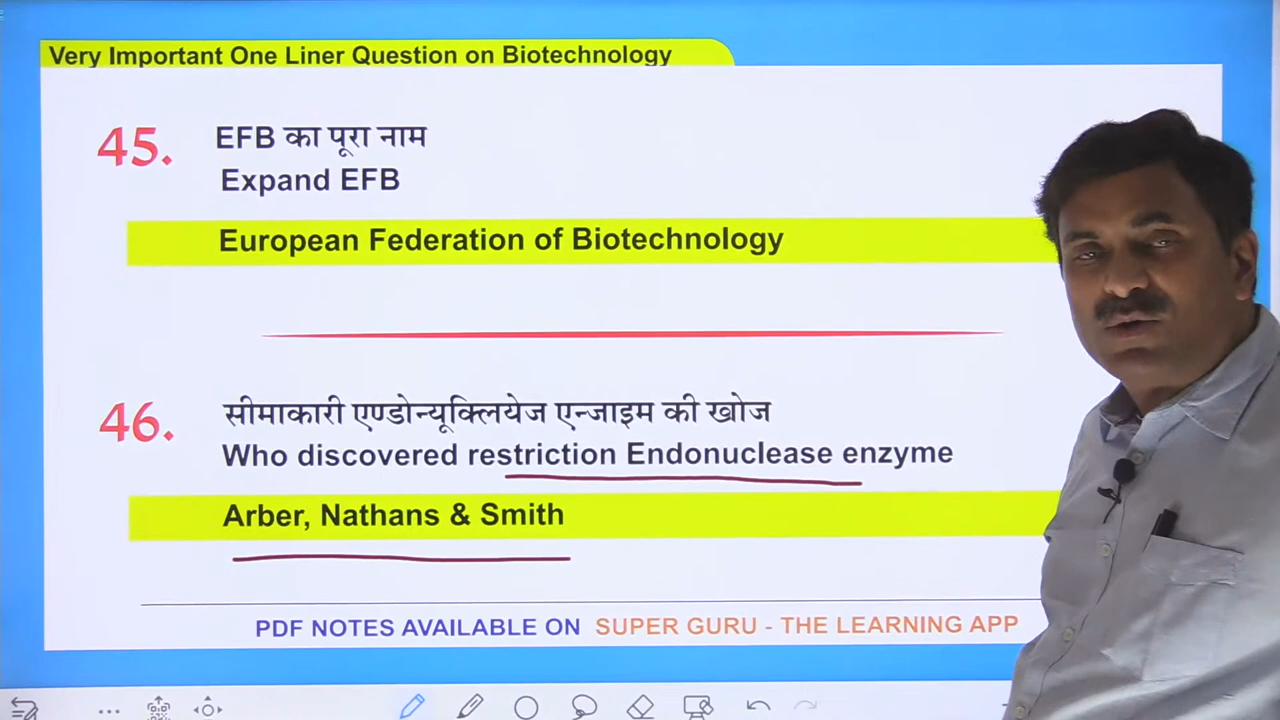 Very Important One Liner Question on Biotechnology
45.
EFB का पूरा नाम
Expand EFB
European Federation of Biotechnology
46.
सीमाकारी एण्डोन्यूक्लियेज एन्जाइम की खोज
Who discovered restriction Endonuclease enzyme
Arber, Nathans & Smith
PDF NOTES AVAILABLE ON SUPER GURU - THE LEARNING APP